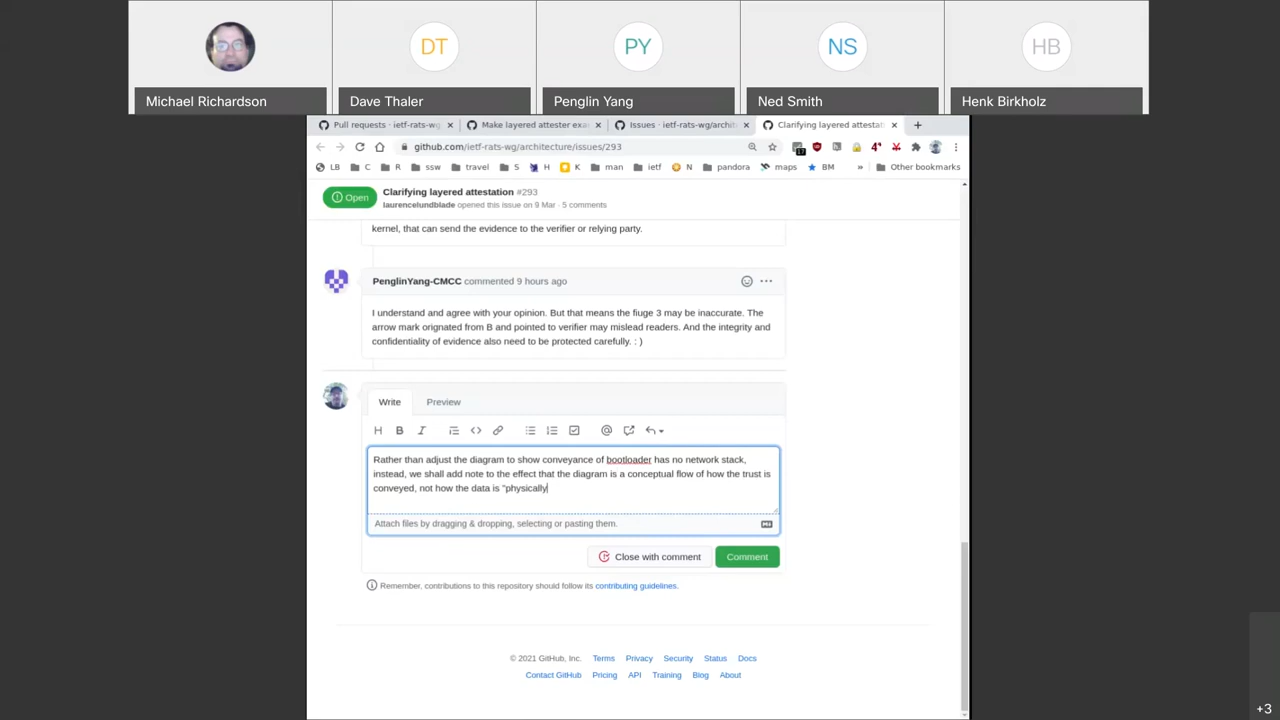 DT
PY
NS
HB
Michael Richardson
Dave Thaler
Penglin Yang
Ned Smith
Henk Birkholz
Pull requests · ietf-rats-wg
Make layered attester exa
Issues · ietf-rats-wg/archit
Clarifying layered attestat
github.com/ietf-rats-wg/architecture/issues/293
17
LB
C
R
ssw
travel
S
H
K
man
ietf
N
pandora
maps
BM
»
Other bookmarks
Open
Clarifying layered attestation #293
laurencelundblade opened this issue on 9 Mar · 5 comments
kernel, that can send the evidence to the verifier or relying party.
PenglinYang-CMCC commented 9 hours ago
I understand and agree with your opinion. But that means the fiuge 3 may be inaccurate. The
arrow mark orignated from B and pointed to verifier may mislead readers. And the integrity and
confidentiality of evidence also need to be protected carefully. : )
Write
Preview
Rather than adjust the diagram to show conveyance of bootloader has no network stack,
instead, we shall add note to the effect that the diagram is a conceptual flow of how the trust is
conveyed, not how the data is "physically
Attach files by dragging & dropping, selecting or pasting them.
Close with comment
Comment
Remember, contributions to this repository should follow its contributing guidelines.
© 2021 GitHub, Inc.
Terms
Privacy
Security
Status
Docs
Contact GitHub
Pricing
API
Training
Blog
About
+3